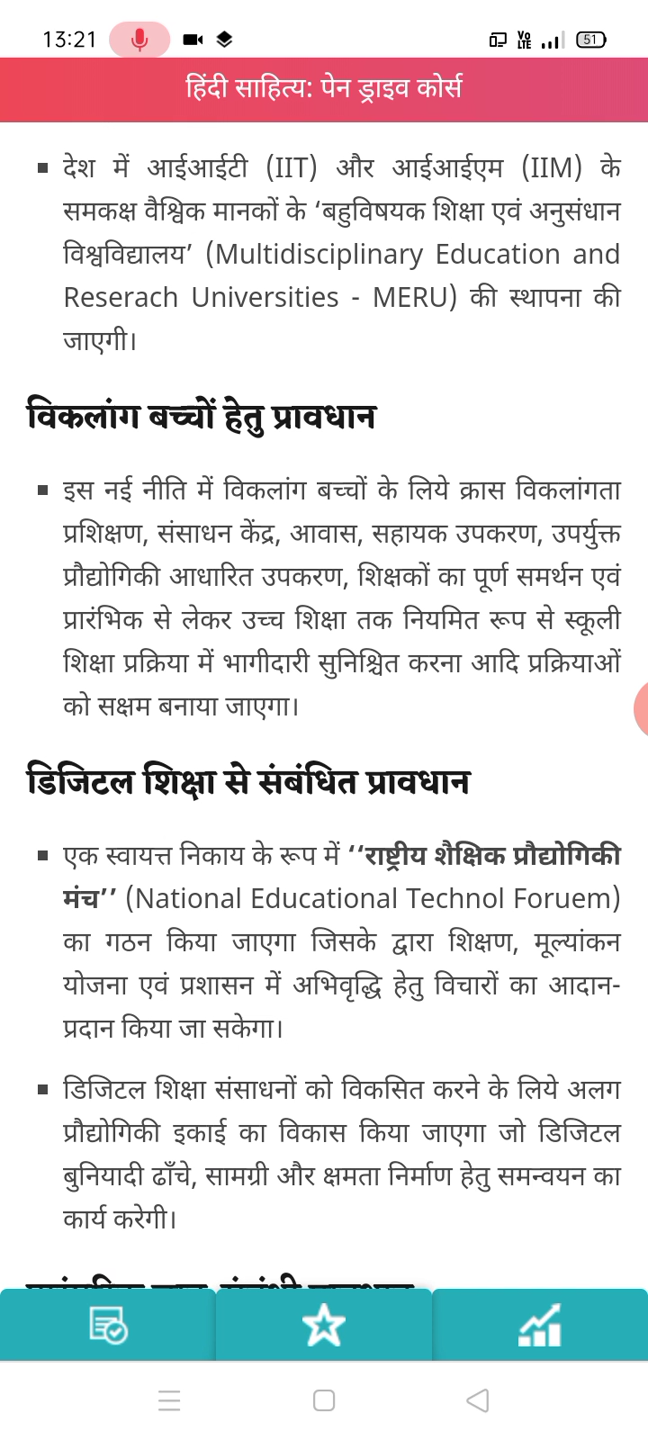 13:21
Vo
LTE
51
हिंदी साहित्य: पेन ड्राइव कोर्स
देश में आईआईटी (IIT) और आईआईएम (IIM) के
समकक्ष वैश्विक मानकों के ‘बहुविषयक शिक्षा एवं अनुसंधान
विश्वविद्यालय’ (Multidisciplinary Education and
Reserach Universities - MERU) की स्थापना की
जाएगी।
विकलांग बच्चों हेतु प्रावधान
इस नई नीति में विकलांग बच्चों के लिये क्रास विकलांगता
प्रशिक्षण, संसाधन केंद्र, आवास, सहायक उपकरण, उपर्युक्त
प्रौद्योगिकी आधारित उपकरण, शिक्षकों का पूर्ण समर्थन एवं
प्रारंभिक से लेकर उच्च शिक्षा तक नियमित रूप से स्कूली
शिक्षा प्रक्रिया में भागीदारी सुनिश्चित करना आदि प्रक्रियाओं
को सक्षम बनाया जाएगा।
डिजिटल शिक्षा से संबंधित प्रावधान
एक स्वायत्त निकाय के रूप में ‘‘राष्ट्रीय शैक्षिक प्रौद्योगिकी
मंच’’ (National Educational Technol Foruem)
का गठन किया जाएगा जिसके द्वारा शिक्षण, मूल्यांकन
योजना एवं प्रशासन में अभिवृद्धि हेतु विचारों का आदान-
प्रदान किया जा सकेगा।
डिजिटल शिक्षा संसाधनों को विकसित करने के लिये अलग
प्रौद्योगिकी इकाई का विकास किया जाएगा जो डिजिटल
बुनियादी ढाँचे, सामग्री और क्षमता निर्माण हेतु समन्वयन का
कार्य करेगी।